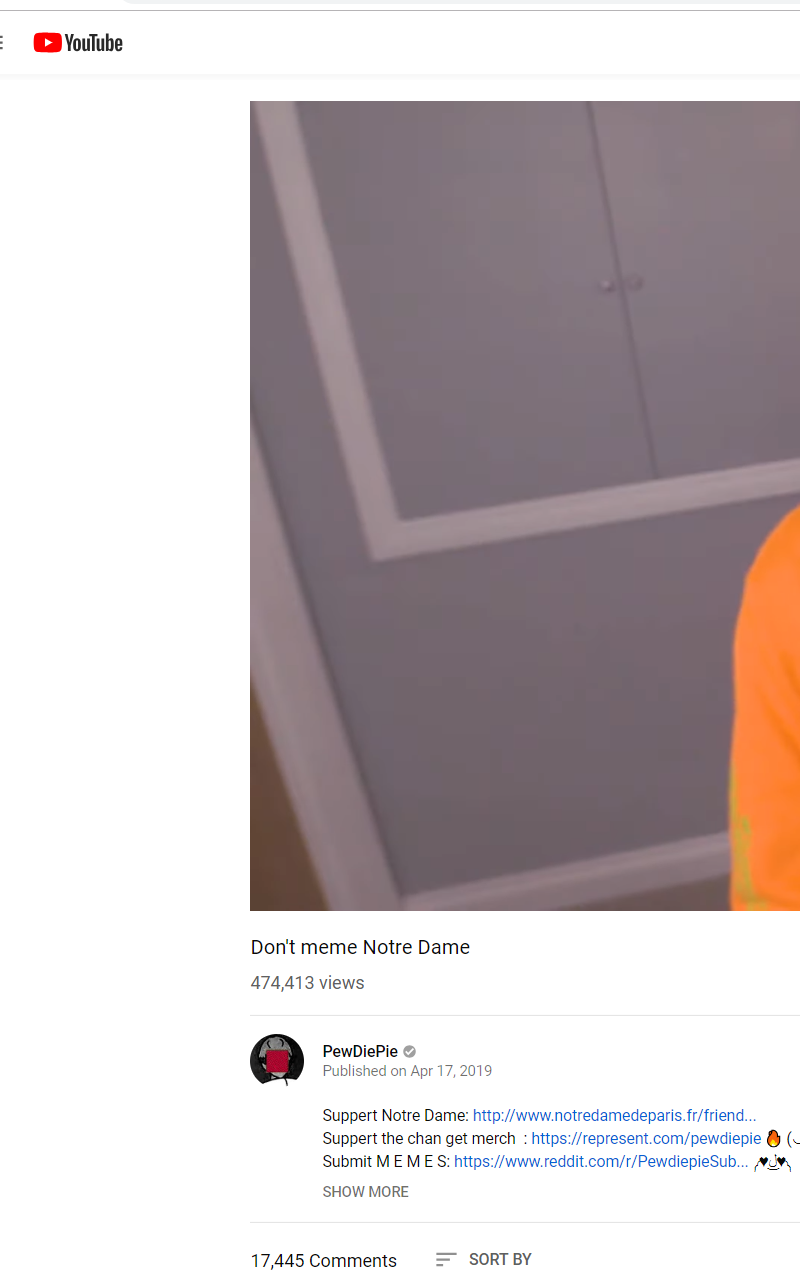 YouTube
Don't meme Notre Dame
474,413 views
PewDiePie
Published on Apr 17, 2019
Suppert Notre Dame: http://www.notredamedeparis.fr/friend...
Suppert the chan get merch : https://represent.com/pewdiepie 🔥 (
Submit M E M E S: https://www.reddit.com/r/PewdiepieSub...
SHOW MORE
17,445 Comments
SORT BY